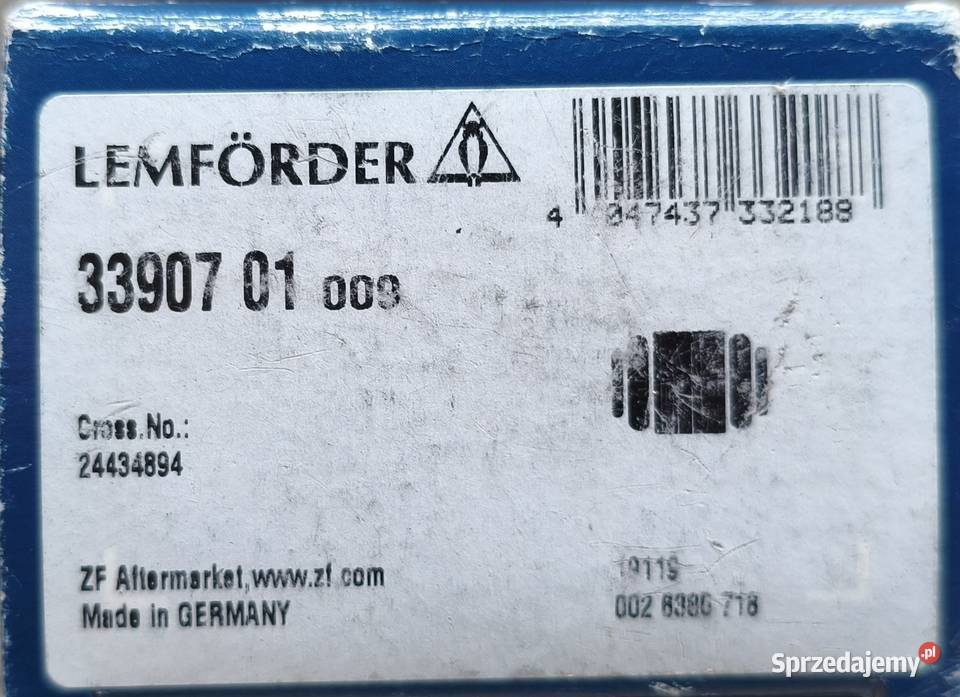 LEMFÖRDER
4 047437 332188
33907 01 009
Cross.No.:
24434894
ZF Aftermarket,www.zf.com
Made in GERMANY
19119
002 6386 718
Sprzedajemy.pl